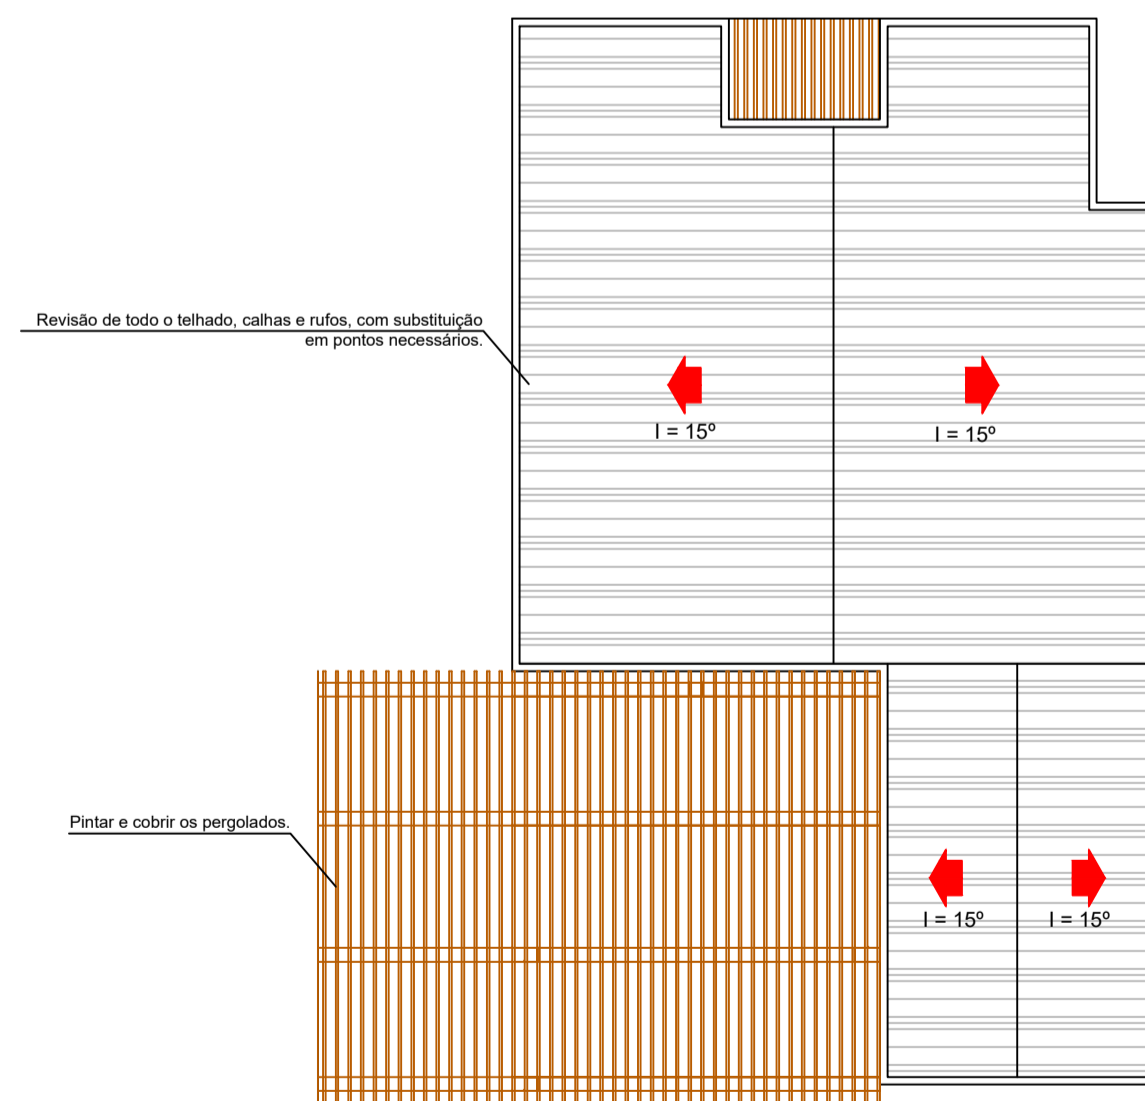 Revisão de todo o telhado, calhas e rufos, com substituição
em pontos necessários.
I = 15º
I = 15º
Pintar e cobrir os pergolados.
I = 15º
I = 15º